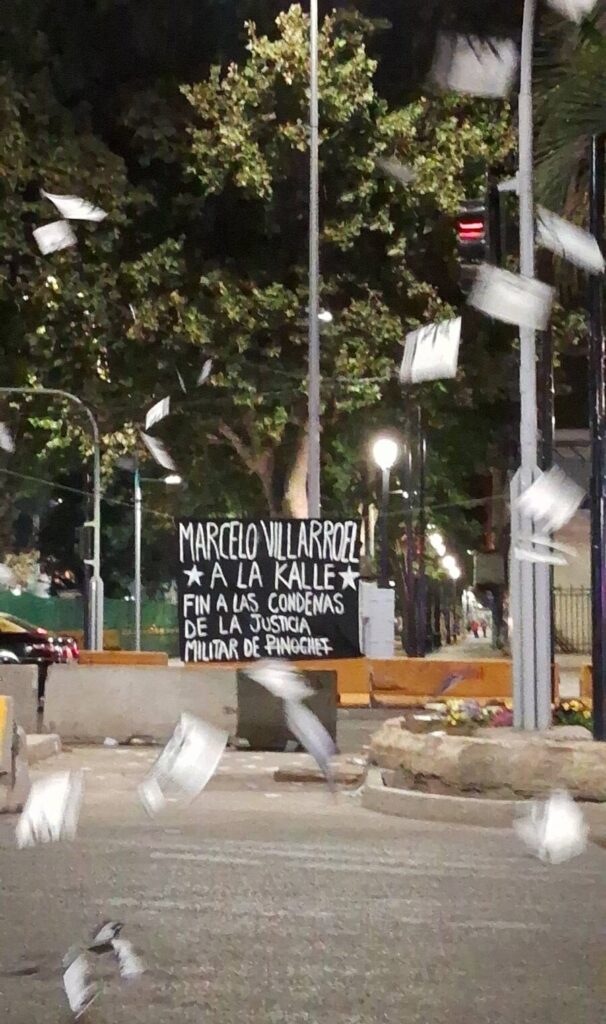 MARCELO VILLARROEL
★ A LA KALLE ★
FIN A LAS CONDENAS
DE LA JUSTICIA
MILITAR DE PINOCHET